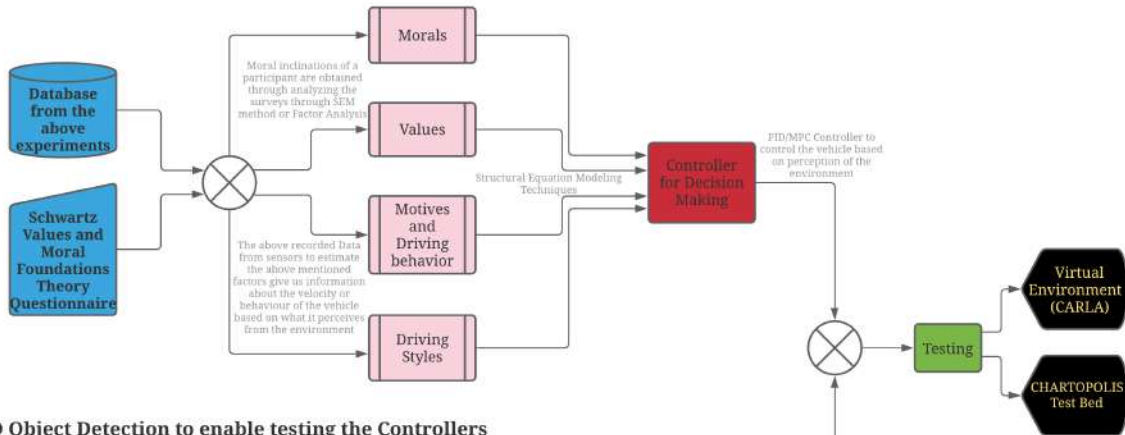 Morals
Moral inclinations of a
participant are obtained
through analyzing the
surveys through SEM
method or Factor Analysis
Database
from the
above
experiments
Values
PID/MPC Controller to
control the vehicle based
on perception of the
environment
Controller
for Decision
Making
Structural Equation Modeling
Techniques
Schwartz
Values and
Moral
Foundations
Theory
Questionnaire
Motives
and
Driving
behavior
The above recorded Data
from sensors to estimate
the above mentioned
factors give us information
about the velocity or
behaviour of the vehicle
based on what it perceives
from the environment
Driving
Styles
Virtual
Environment
(CARLA)
Testing
CHARTOPOLIS
Test Bed
Object Detection to enable testing the Controllers